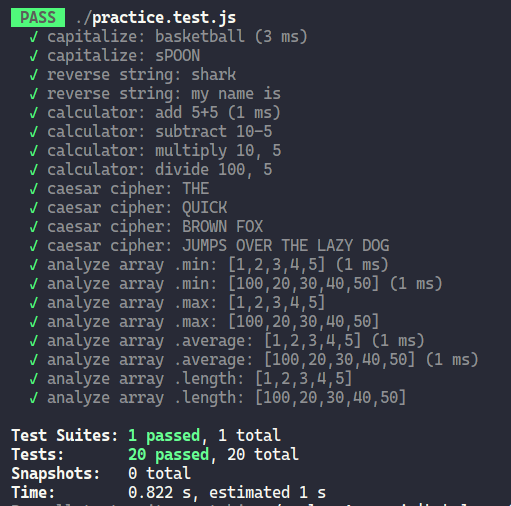 PASS ./practice.test.js
✓ capitalize: basketball (3 ms)
✓ capitalize: sPOON
✓ reverse string: shark
✓ reverse string: my name is
✓ calculator: add 5+5 (1 ms)
✓ calculator: subtract 10-5
✓ calculator: multiply 10, 5
✓ calculator: divide 100, 5
✓ caesar cipher: THE
✓ caesar cipher: QUICK
✓ caesar cipher: BROWN FOX
✓ caesar cipher: JUMPS OVER THE LAZY DOG
✓ analyze array .min: [1,2,3,4,5] (1 ms)
✓ analyze array .min: [100,20,30,40,50] (1 ms)
✓ analyze array .max: [1,2,3,4,5]
✓ analyze array .max: [100,20,30,40,50]
✓ analyze array .average: [1,2,3,4,5] (1 ms)
✓ analyze array .average: [100,20,30,40,50] (1 ms)
✓ analyze array .length: [1,2,3,4,5]
✓ analyze array .length: [100,20,30,40,50]
Test Suites: 1 passed, 1 total
Tests: 20 passed, 20 total
Snapshots: 0 total
Time: 0.822 s, estimated 1 s